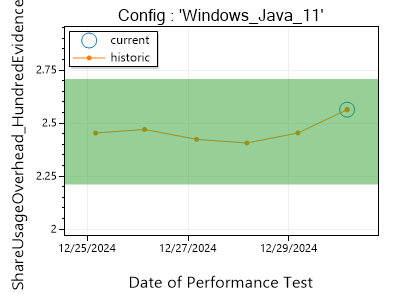 Config : 'Windows_Java_11'
current
historic
ShareUsageOverhead_HundredEvidence
2.75
2.5
2.25
2
12/25/2024
12/27/2024
12/29/2024
Date of Performance Test